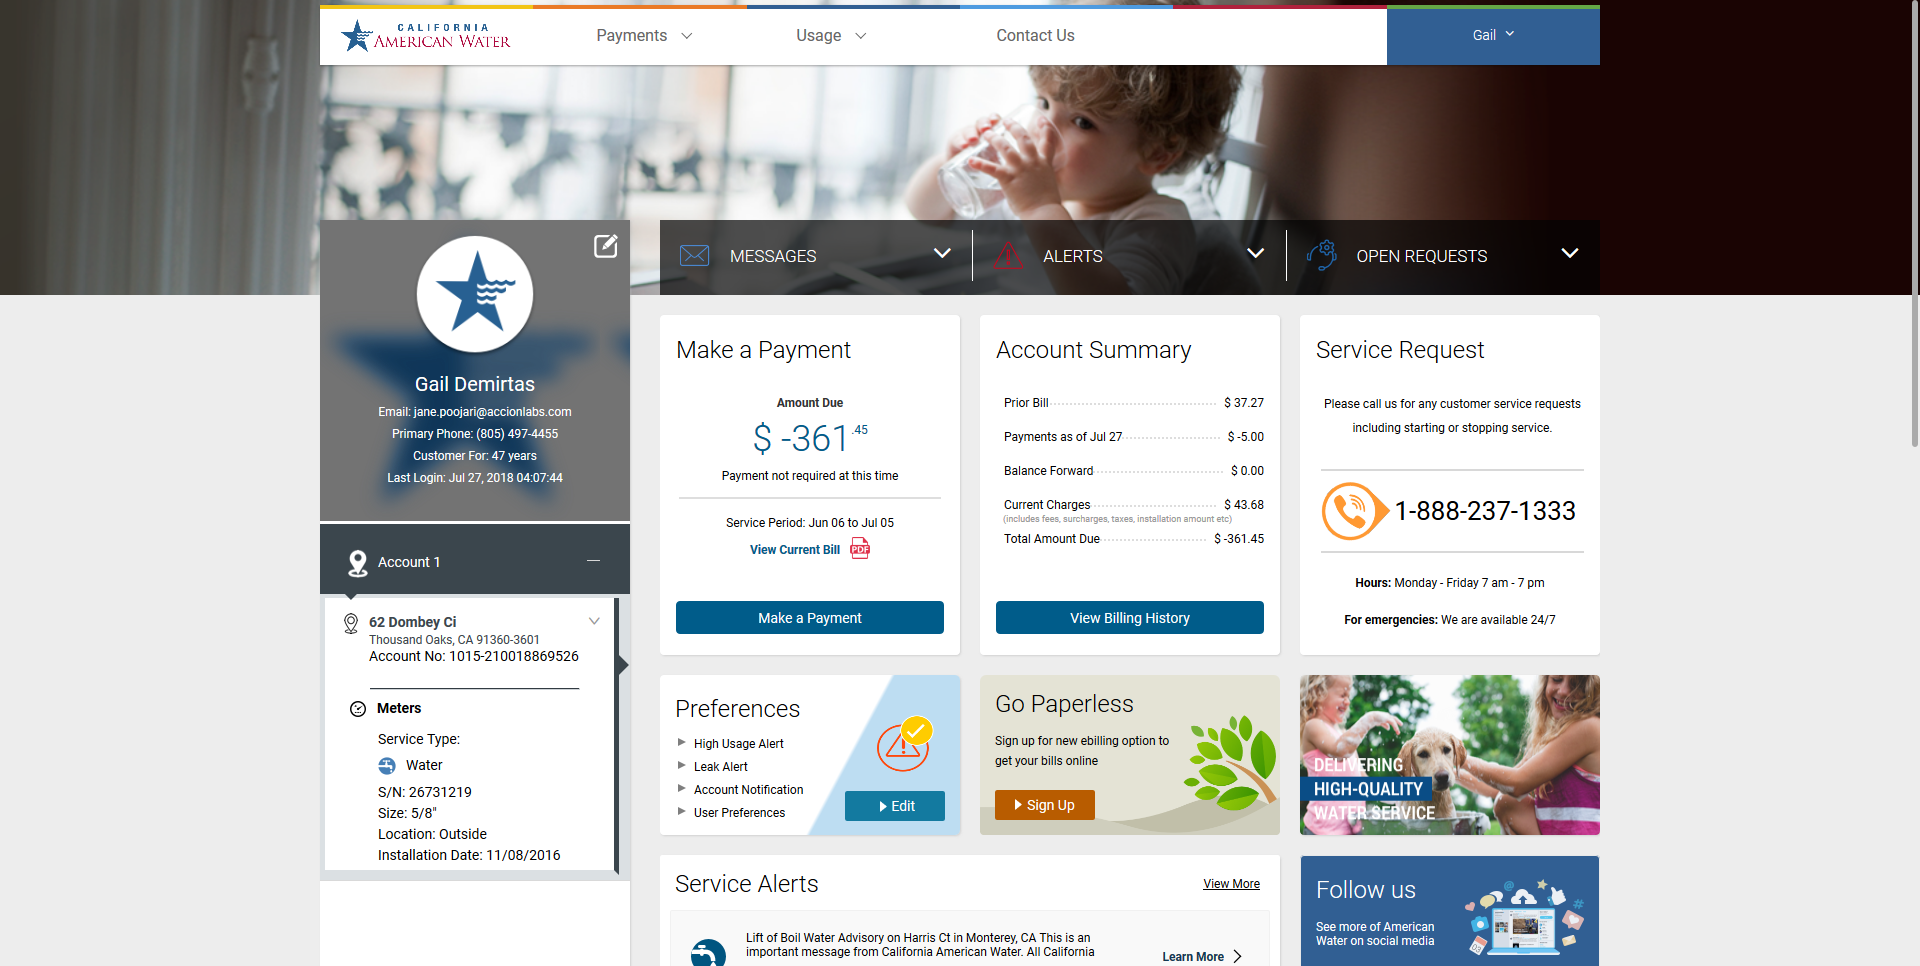 CALIFORNIA
AMERICAN WATER
Payments
Usage
Contact Us
Gail
MESSAGES
ALERTS
OPEN REQUESTS
Gail Demirtas
Email: jane.poojari@accionlabs.com
Primary Phone: (805) 497-4455
Customer For: 47 years
Last Login: Jul 27, 2018 04:07:44
Account 1
62 Dombey Ci
Thousand Oaks, CA 91360-3601
Account No: 1015-210018869526
Meters
Service Type:
Water
S/N: 26731219
Size: 5/8"
Location: Outside
Installation Date: 11/08/2016
Make a Payment
Amount Due
$ -361.45
Payment not required at this time
Service Period: Jun 06 to Jul 05
View Current Bill PDF
Make a Payment
Account Summary
Prior Bill $ 37.27
Payments as of Jul 27 $ -5.00
Balance Forward $ 0.00
Current Charges $ 43.68
(includes fees, surcharges, taxes, installation amount etc)
Total Amount Due $ -361.45
View Billing History
Service Request
Please call us for any customer service requests
including starting or stopping service.
1-888-237-1333
Hours: Monday - Friday 7 am - 7 pm
For emergencies: We are available 24/7
Preferences
High Usage Alert
Leak Alert
Account Notification
User Preferences
Edit
Go Paperless
Sign up for new ebilling option to
get your bills online
Sign Up
DELIVERING
HIGH-QUALITY
WATER SERVICE
Service Alerts
View More
Lift of Boil Water Advisory on Harris Ct in Monterey, CA This is an
important message from California American Water. All California
Learn More
Follow us
See more of American
Water on social media